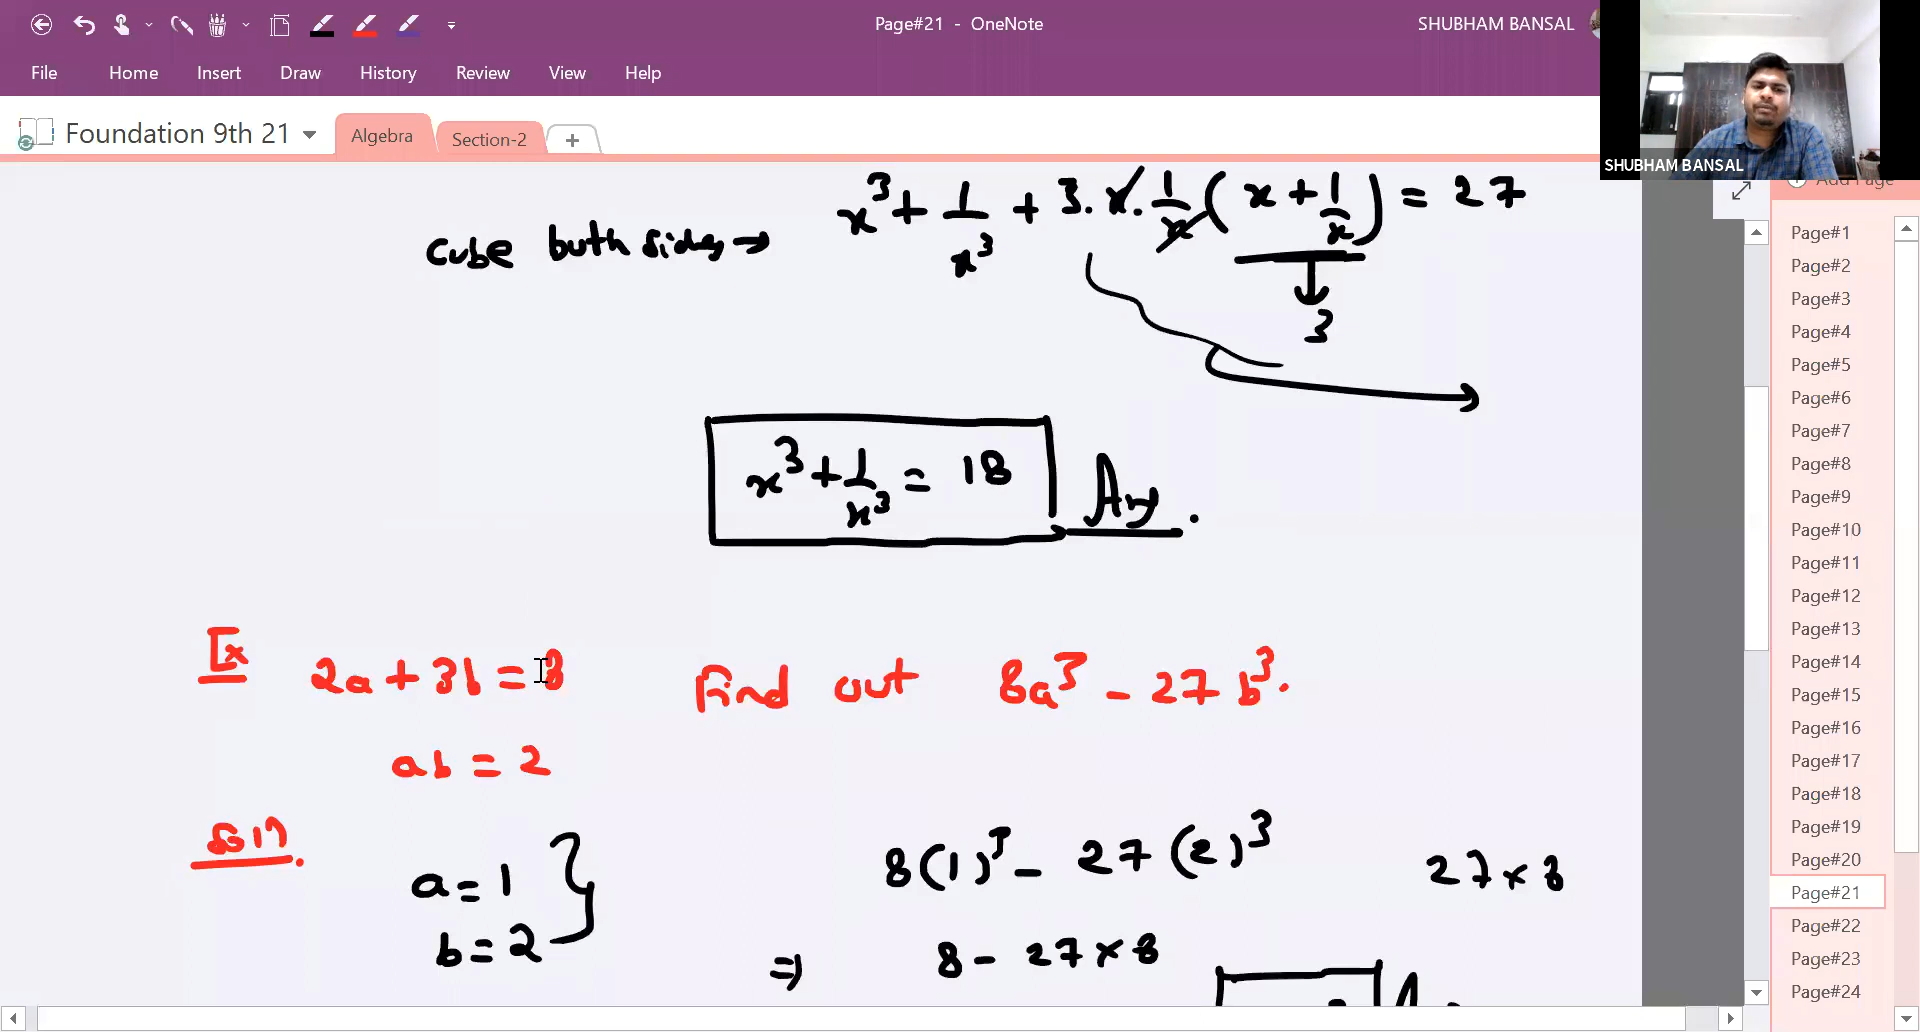 Page#21 - OneNote
SHUBHAM BANSAL
File Home Insert Draw History Review View Help
SHUBHAM BANSAL
Foundation 9th 21
Algebra
Section-2
Add Page
Page#1
Page#2
Page#3
Page#4
Page#5
Page#6
Page#7
Page#8
Page#9
Page#10
Page#11
Page#12
Page#13
Page#14
Page#15
Page#16
Page#17
Page#18
Page#19
Page#20
Page#21
Page#22
Page#23
Page#24
cube both sides → x³ + 1/x³ + 3.x.1/x (x + 1/x) = 27
↓
3
x³ + 1/x³ = 18 Ans.
Ex 2a + 3b = 8 Find out 8a³ - 27b³.
ab = 2
Soln.
a = 1
b = 2
8(1)³ - 27(2)³ 27×8
⇒ 8 - 27×8